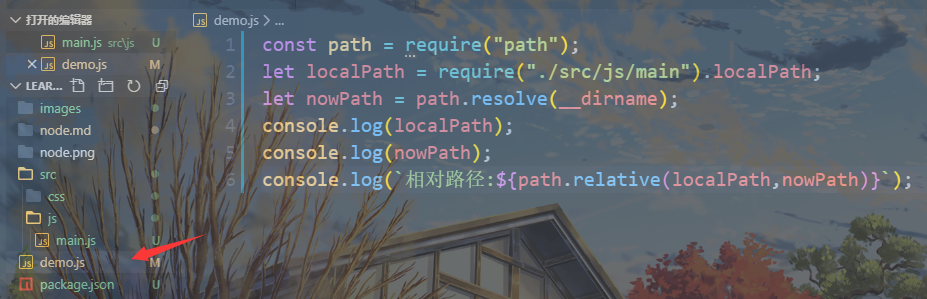 打开的编辑器
main.js src\js U
demo.js M
LEAR...
images
node.md
node.png
src
css
js
main.js U
demo.js M
package.json U
demo.js > ...
1 const path = require("path");
2 let localPath = require("./src/js/main").localPath;
3 let nowPath = path.resolve(__dirname);
4 console.log(localPath);
5 console.log(nowPath);
6 console.log(`相对路径:${path.relative(localPath,nowPath)}`);